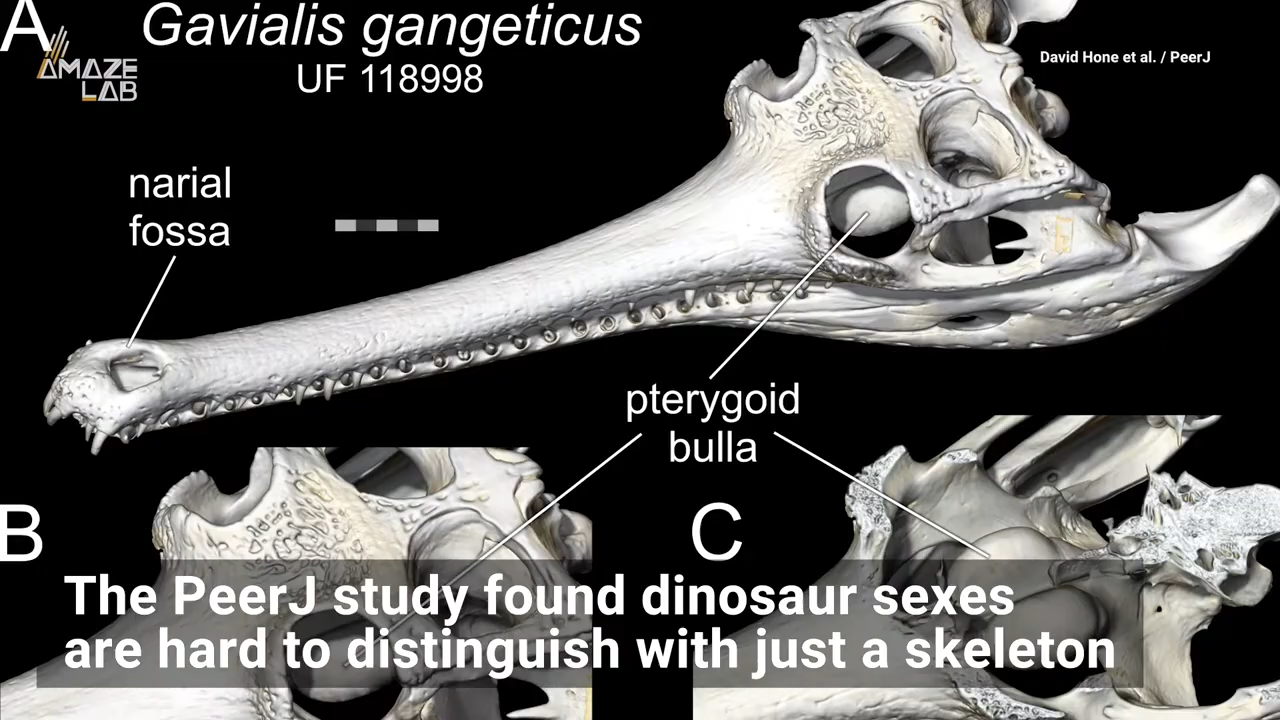 A
Gavialis gangeticus
UF 118998
David Hone et al. / PeerJ
AMAZE
LAB
narial
fossa
pterygoid
bulla
B
C
The PeerJ study found dinosaur sexes
are hard to distinguish with just a skeleton